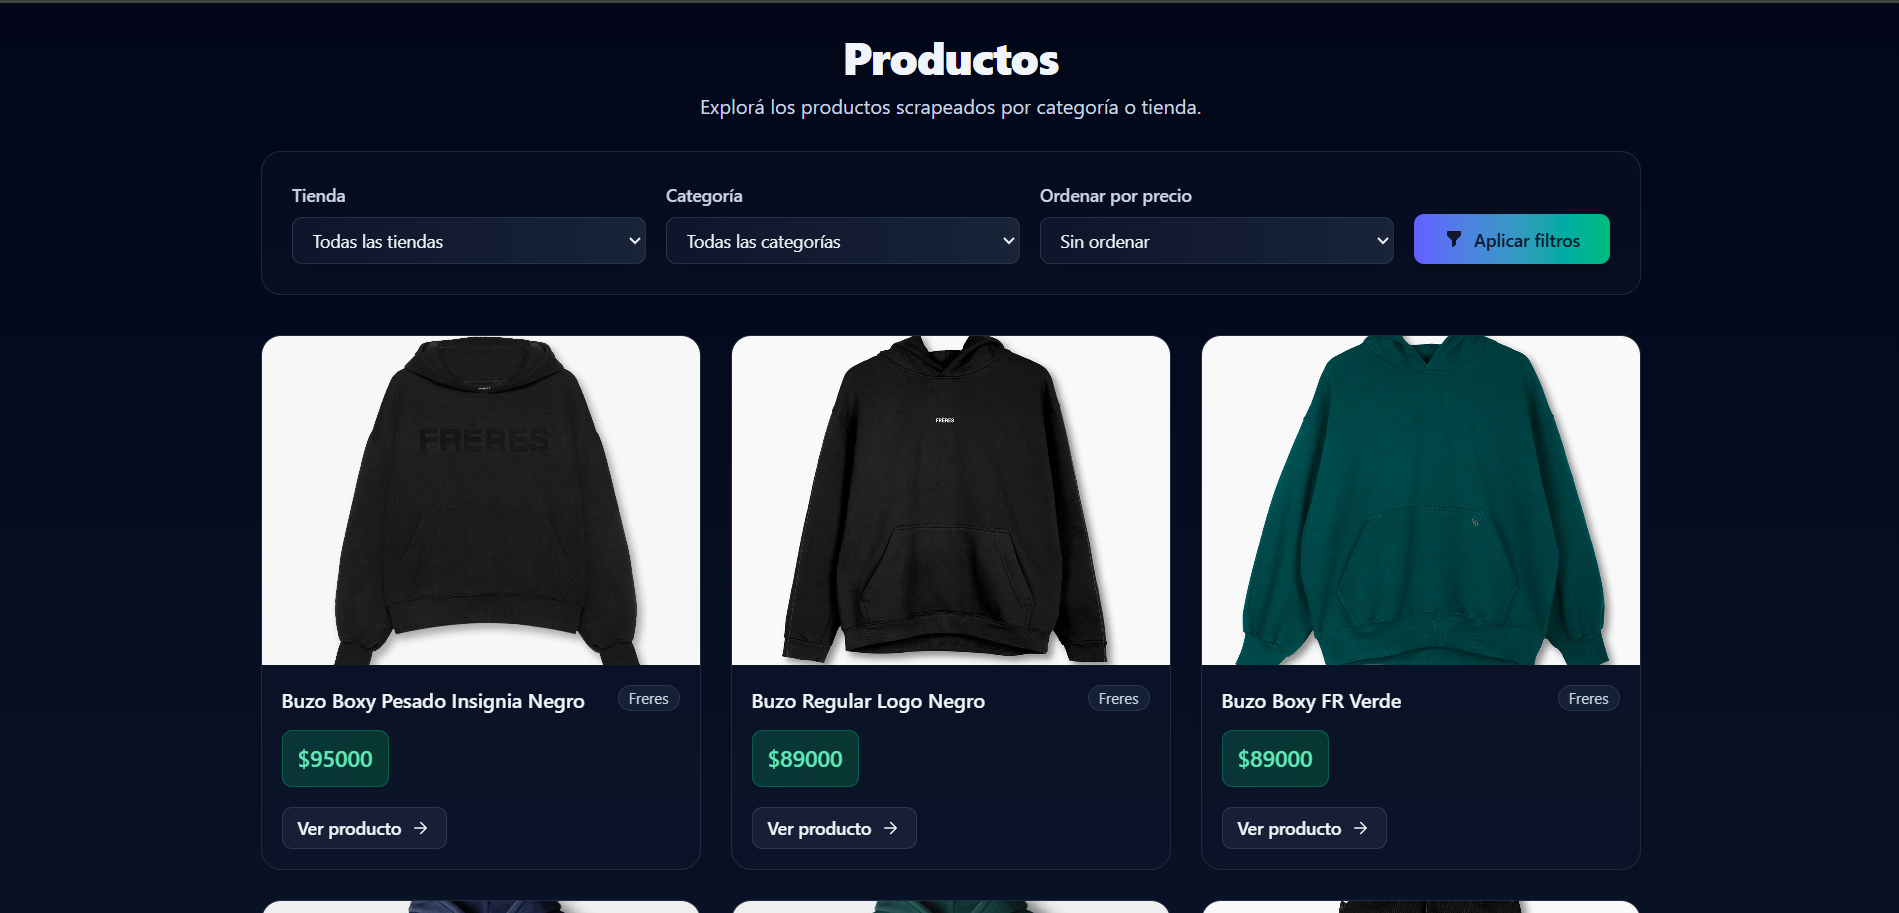 Productos
Explorá los productos scrapeados por categoría o tienda.
Tienda
Categoría
Ordenar por precio
Todas las tiendas
Todas las categorías
Sin ordenar
Aplicar filtros
FRERES
FRERES
Buzo Boxy Pesado Insignia Negro
Freres
$95000
Ver producto →
Buzo Regular Logo Negro
Freres
$89000
Ver producto →
Buzo Boxy FR Verde
Freres
$89000
Ver producto →